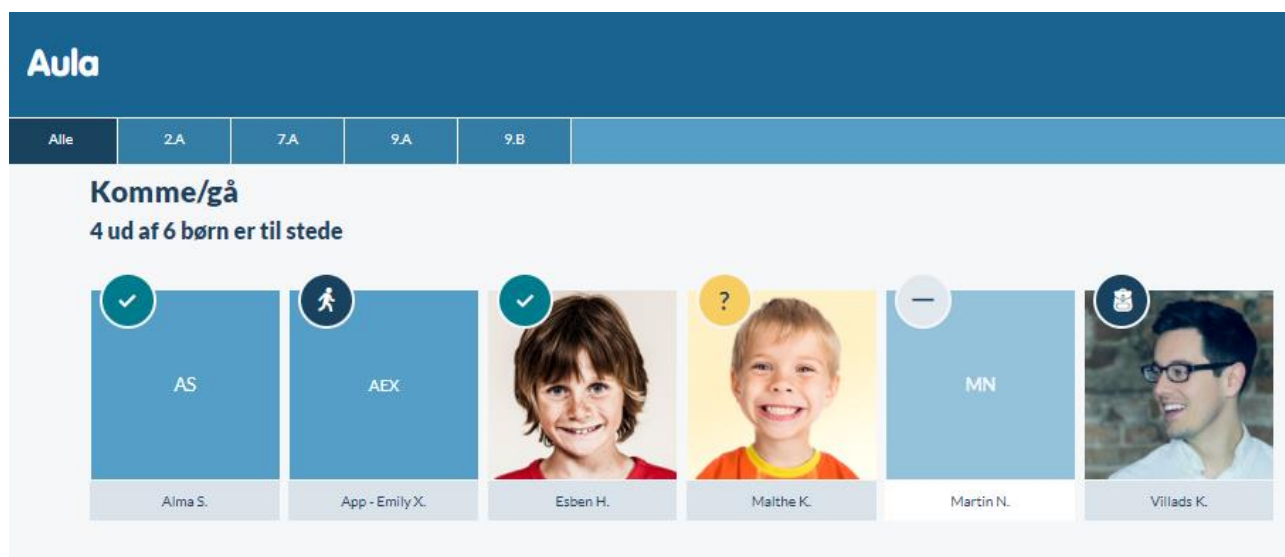 Aula
Alle 2.A 7.A 9.A 9.B
Komme/gå
4 ud af 6 børn er til stede
?
AS AEX MN
Alma S. App - Emily X. Esben H. Malthe K. Martin N. Villads K.